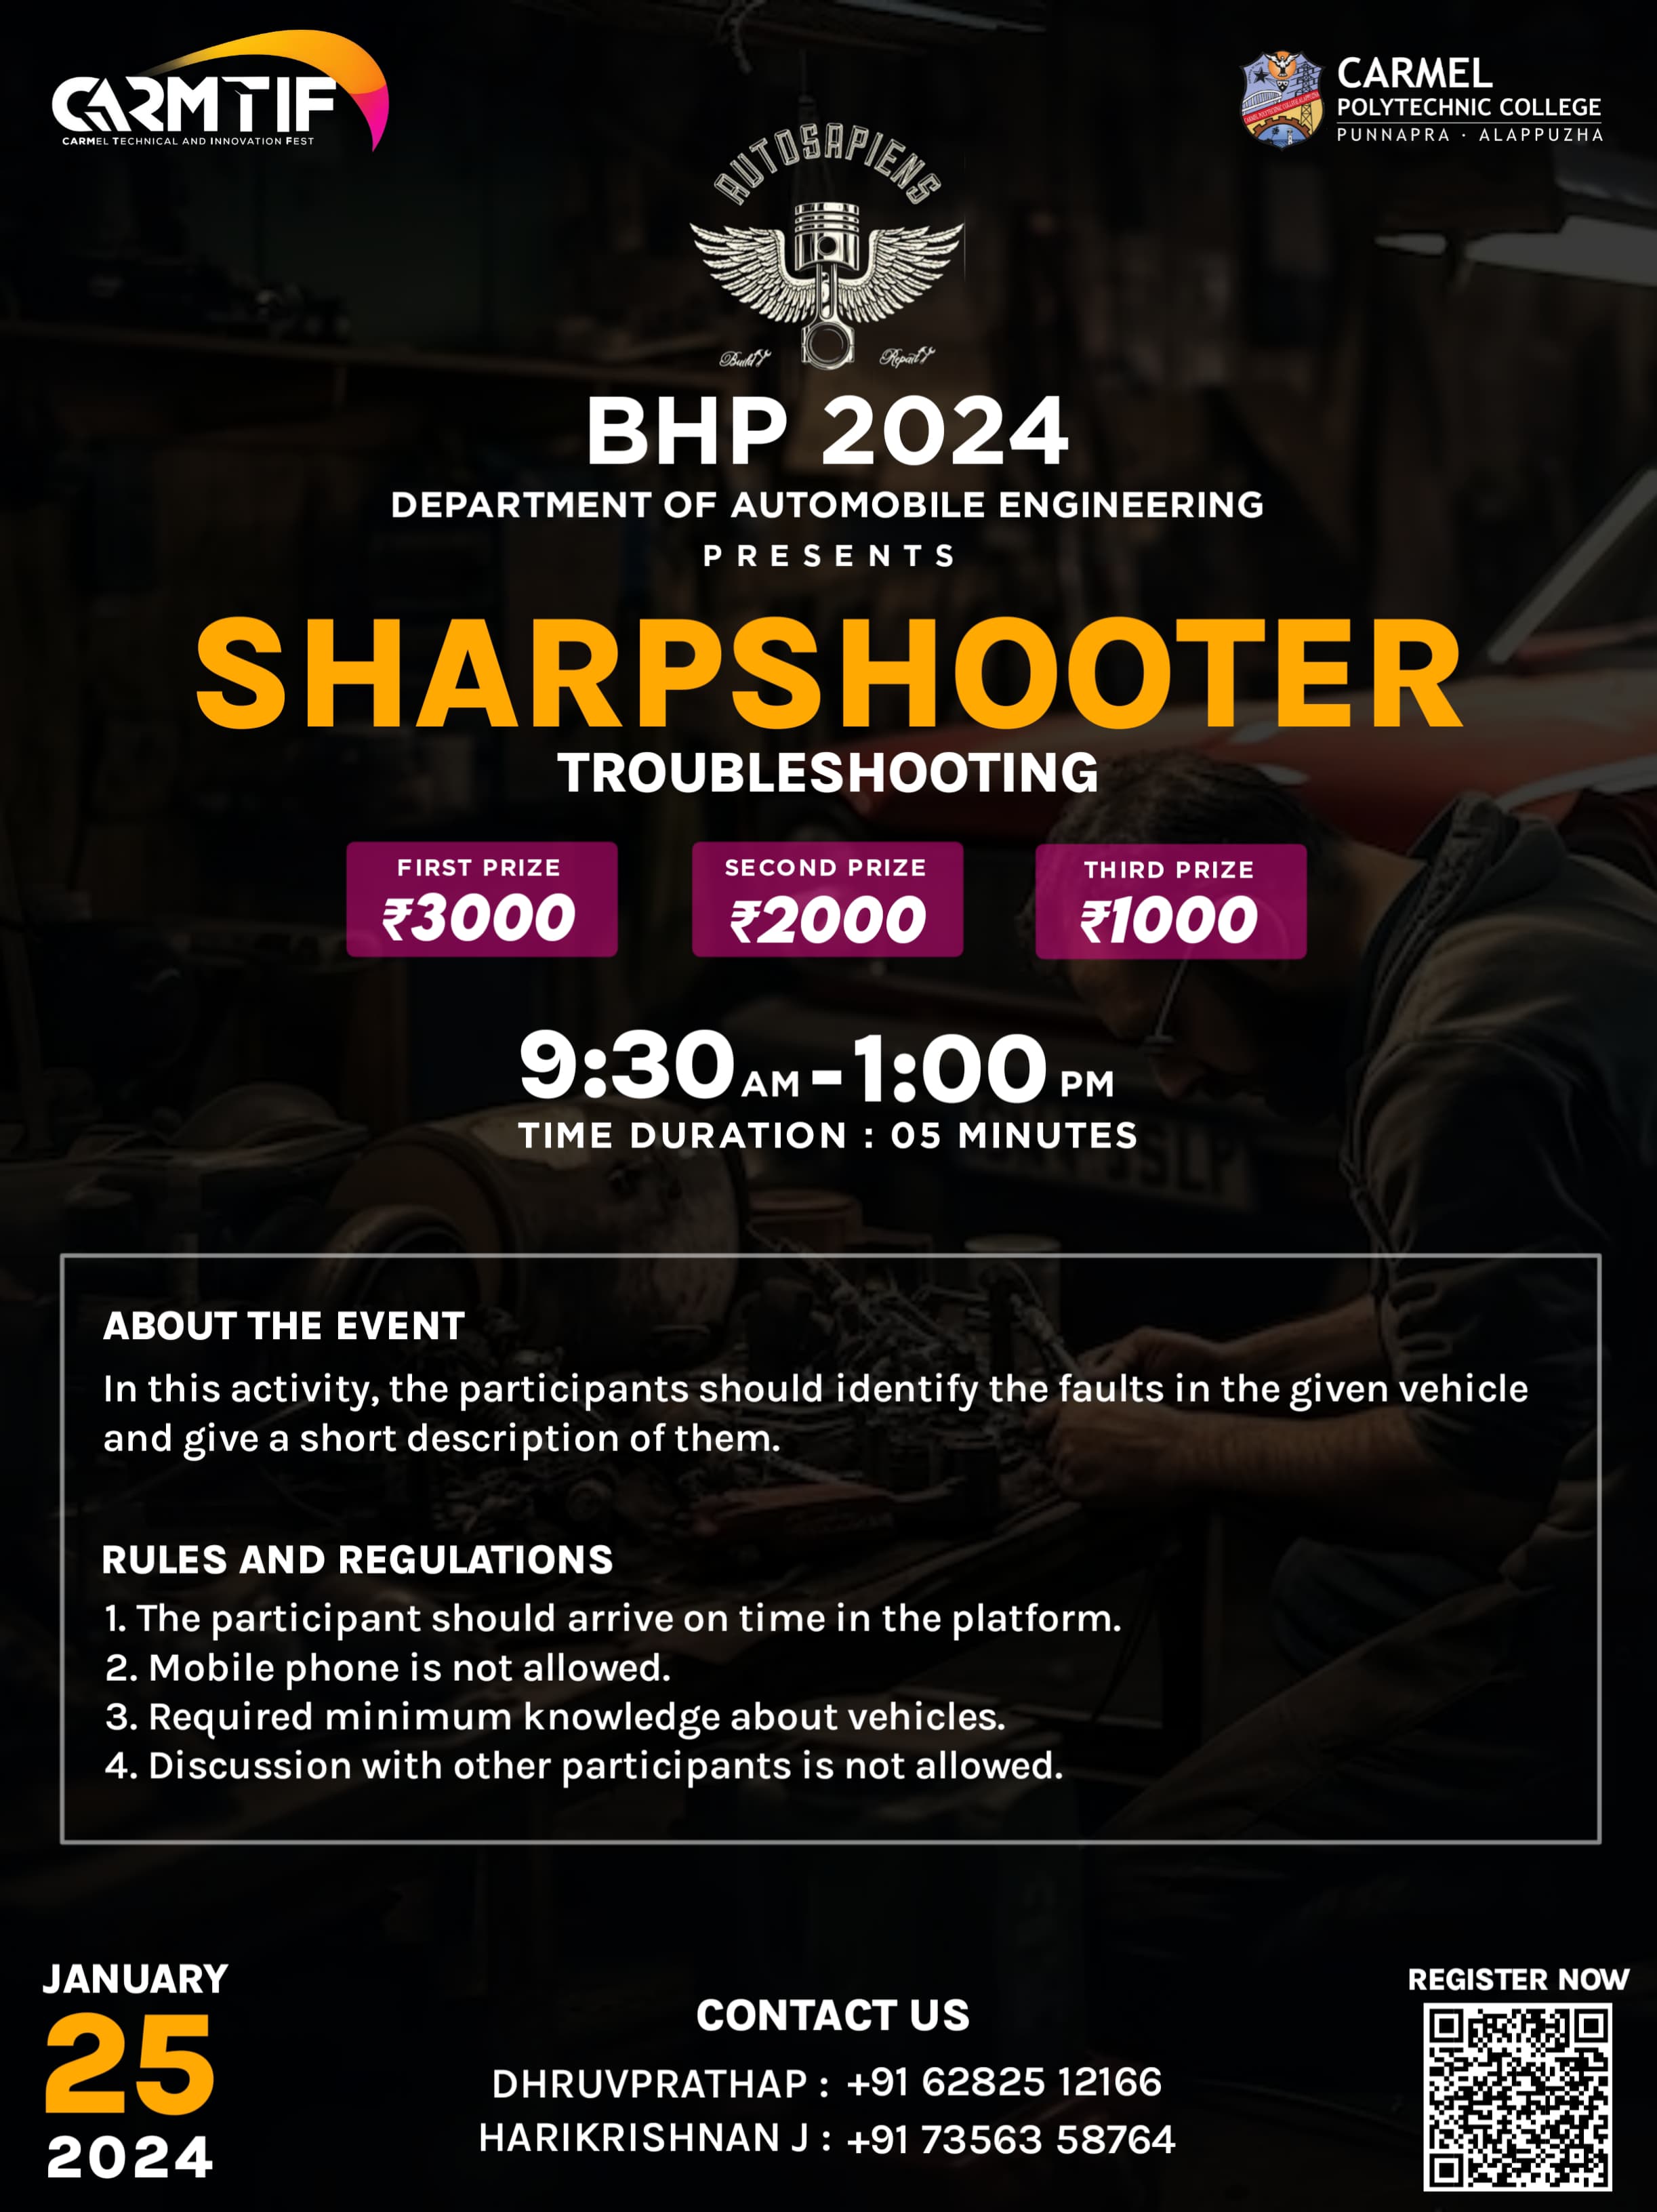 CARMTIF
CARMEL TECHNICAL AND INNOVATION FEST
CARMEL
POLYTECHNIC COLLEGE
PUNNAPRA · ALAPPUZHA
AUTOSAPIENS
Build Repair
BHP 2024
DEPARTMENT OF AUTOMOBILE ENGINEERING
PRESENTS
SHARPSHOOTER
TROUBLESHOOTING
FIRST PRIZE
₹3000
SECOND PRIZE
₹2000
THIRD PRIZE
₹1000
9:30 AM - 1:00 PM
TIME DURATION : 05 MINUTES
ABOUT THE EVENT
In this activity, the participants should identify the faults in the given vehicle
and give a short description of them.
RULES AND REGULATIONS
1. The participant should arrive on time in the platform.
2. Mobile phone is not allowed.
3. Required minimum knowledge about vehicles.
4. Discussion with other participants is not allowed.
JANUARY
25
2024
CONTACT US
DHRUVPRATHAP : +91 62825 12166
HARIKRISHNAN J : +91 73563 58764
REGISTER NOW